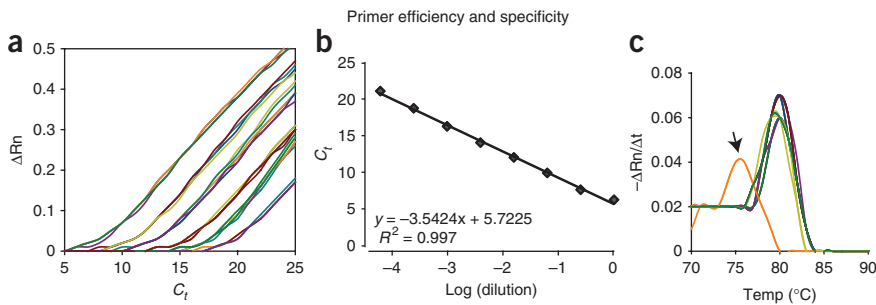 Primer efficiency and specificity
a
0.5
0.4
0.3
0.2
0.1
0
ΔRn
5
10
15
20
25
Ct
b
25
20
15
10
5
0
Ct
y = –3.5424x + 5.7225
R² = 0.997
–4
–3
–2
–1
0
Log (dilution)
c
0.08
0.06
0.04
0.02
0
–ΔRn/Δt
70
75
80
85
90
Temp (°C)